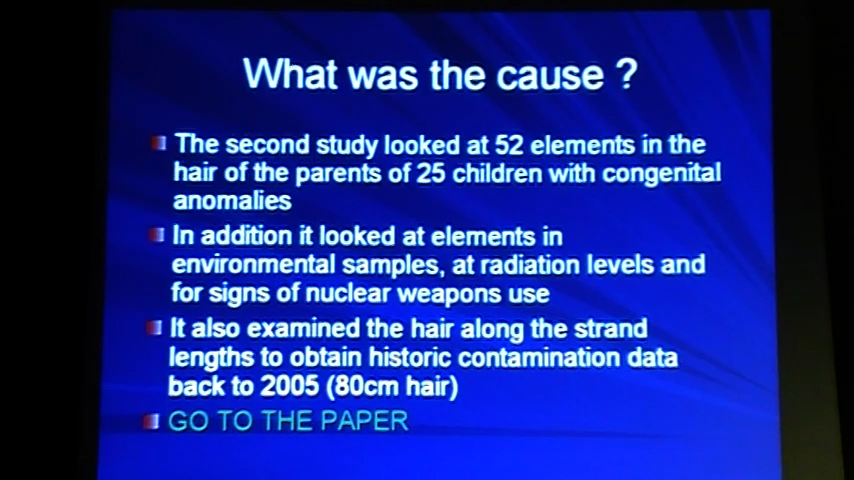 What was the cause ?
The second study looked at 52 elements in the
hair of the parents of 25 children with congenital
anomalies
In addition it looked at elements in
environmental samples, at radiation levels and
for signs of nuclear weapons use
It also examined the hair along the strand
lengths to obtain historic contamination data
back to 2005 (80cm hair)
GO TO THE PAPER